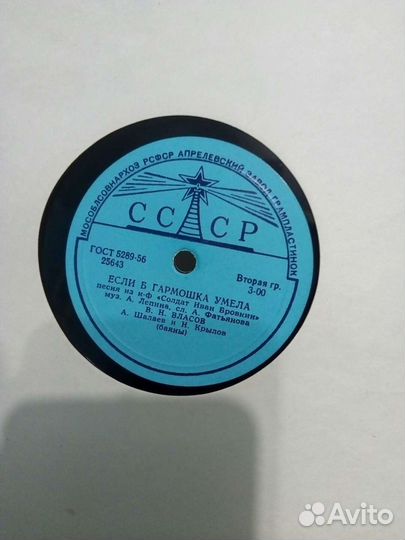 МОСОБЛСОВНАРХОЗ РСФСР АПРЕЛЕВСКИЙ ЗАВОД ГРАМПЛАСТИНОК
СССР
ГОСТ 5289-56
25643
Вторая гр.
3-00
ЕСЛИ Б ГАРМОШКА УМЕЛА
песня из к-ф «Солдат Иван Бровкин»
муз. А. Лепина, сл. А. Фатьянова
В. Н. ВЛАСОВ
А. Шалаев и Н. Крылов
(баяны)
Avito